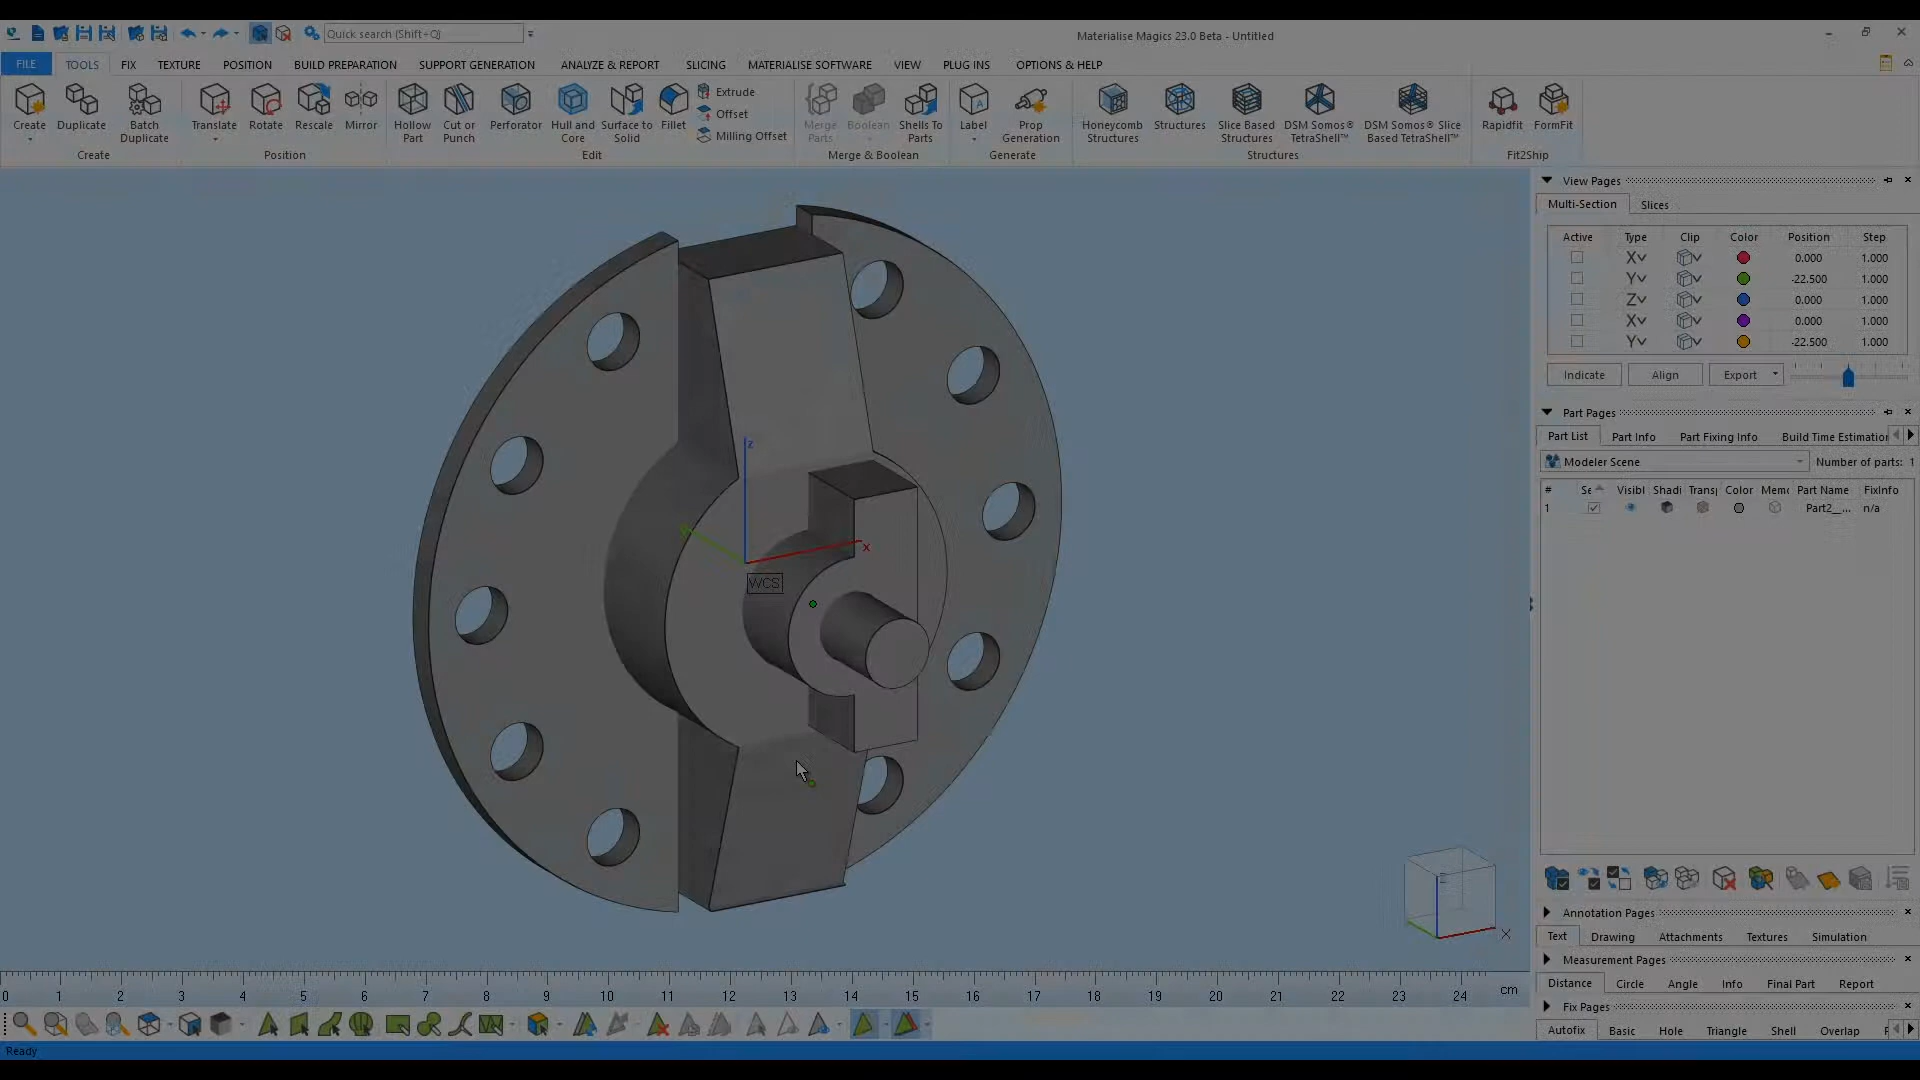 Quick search (Shift+Q)
Materialise Magics 23.0 Beta - Untitled
FILE TOOLS FIX TEXTURE POSITION BUILD PREPARATION SUPPORT GENERATION ANALYZE & REPORT SLICING MATERIALISE SOFTWARE VIEW PLUG INS OPTIONS & HELP
Create
Duplicate
Batch Duplicate
Create
Translate
Rotate
Rescale
Mirror
Position
Hollow Part
Cut or Punch
Perforator
Hull and Core
Surface to Solid
Fillet
Extrude
Offset
Milling Offset
Edit
Merge Parts
Boolean
Shells To Parts
Merge & Boolean
Label
Prop Generation
Generate
Honeycomb Structures
Structures
Slice Based Structures
DSM Somos® TetraShell™
DSM Somos® Slice Based TetraShell™
Structures
Rapidfit
FormFit
Fit2Ship
View Pages
Multi-Section Slices
Active Type Clip Color Position Step
X 0.000 1.000
Y -22.500 1.000
Z 0.000 1.000
X 0.000 1.000
Y -22.500 1.000
Indicate Align Export
Part Pages
Part List Part Info Part Fixing Info Build Time Estimation
Modeler Scene Number of parts: 1
# Se Visibl Shadi Transp Color Memo Part Name FixInfo
1 Part2__... n/a
z
x
WCS
X
Annotation Pages
Text Drawing Attachments Textures Simulation
Measurement Pages
Distance Circle Angle Info Final Part Report
Fix Pages
Autofix Basic Hole Triangle Shell Overlap
0 1 2 3 4 5 6 7 8 9 10 11 12 13 14 15 16 17 18 19 20 21 22 23 24 cm
Ready